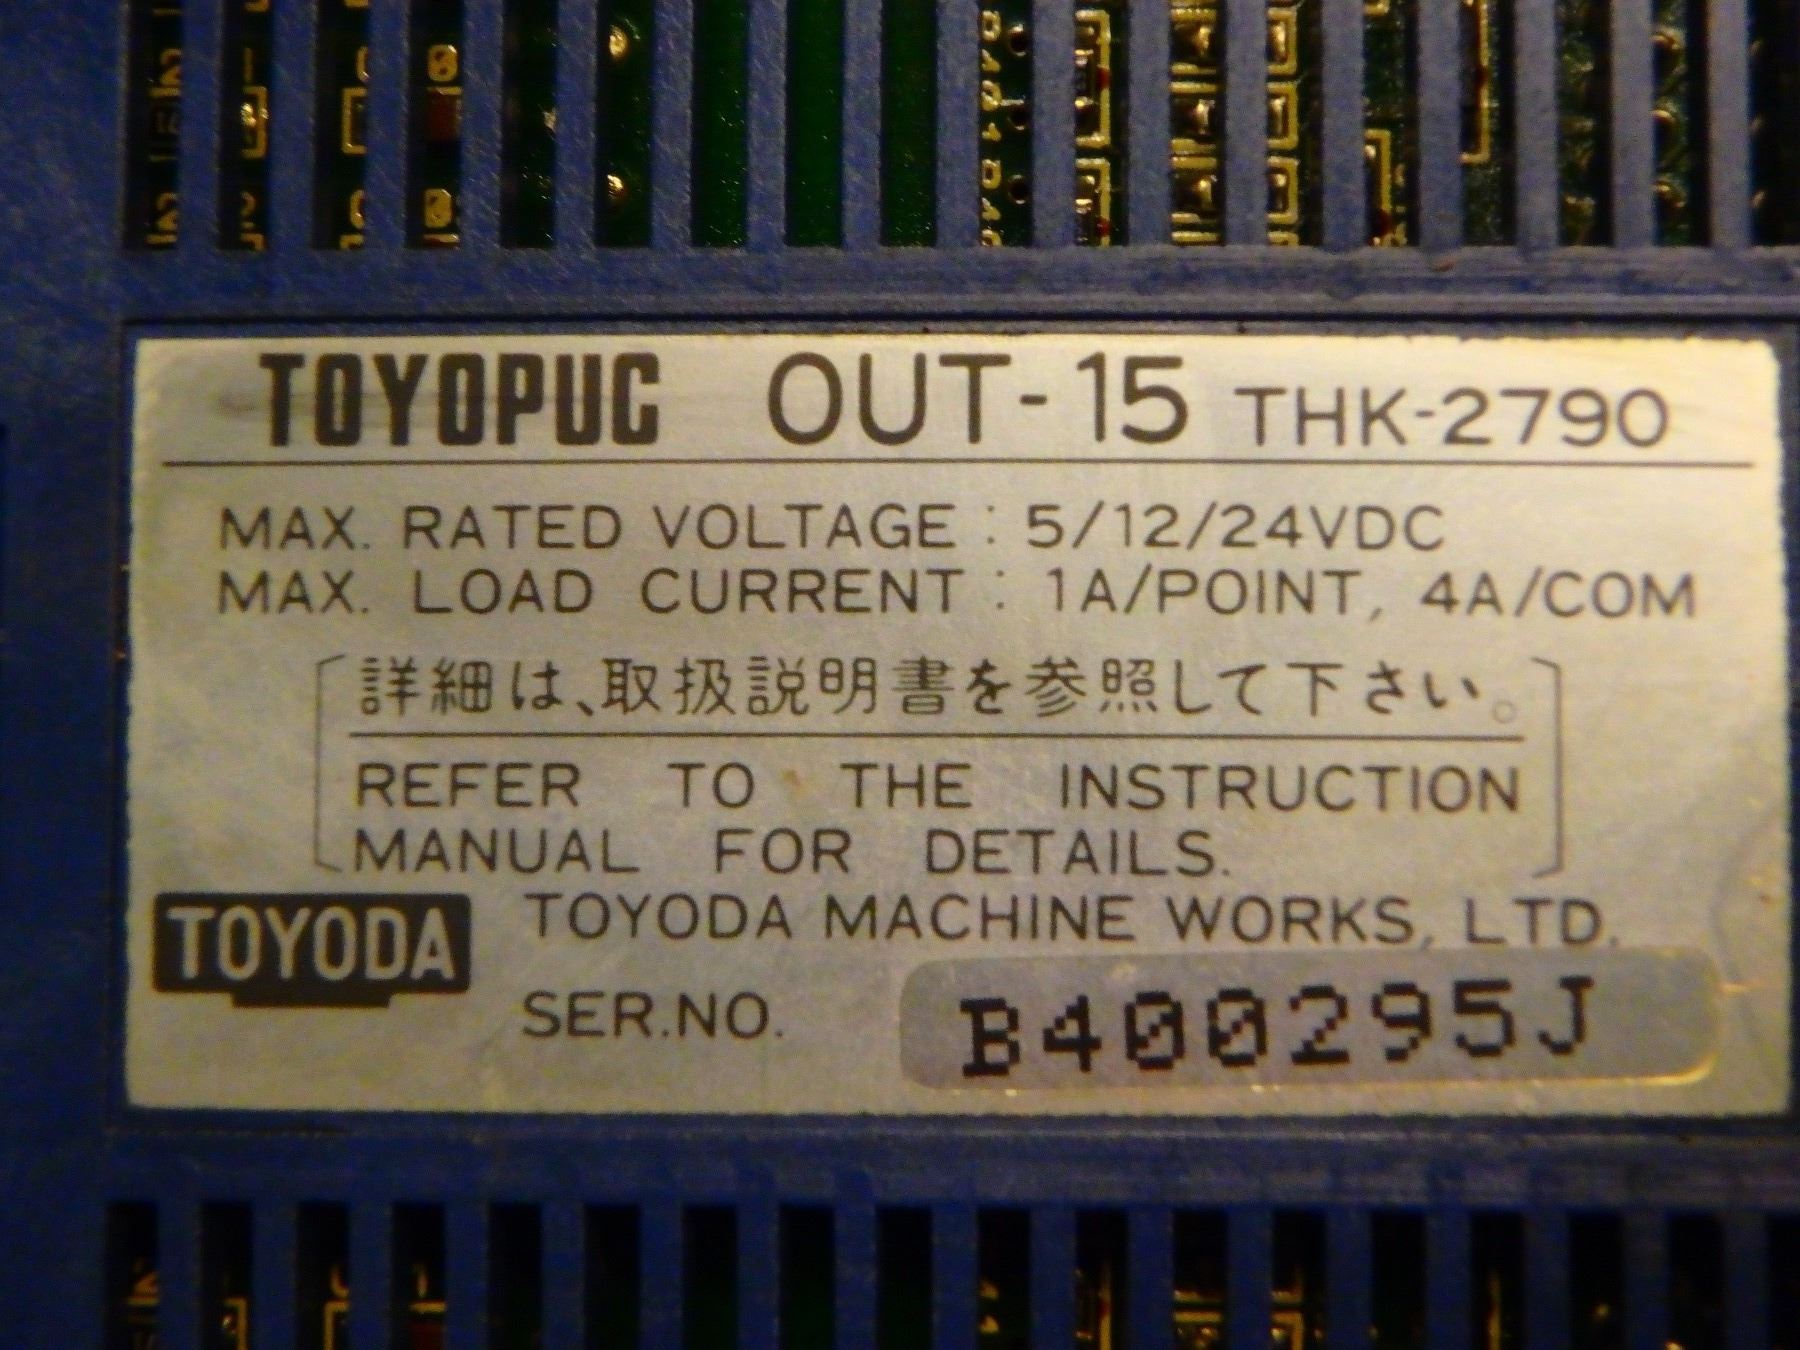 TOYOPUC OUT-15 THK-2790
MAX. RATED VOLTAGE : 5/12/24VDC
MAX. LOAD CURRENT : 1A/POINT, 4A/COM
詳細は、取扱説明書を参照して下さい。
REFER TO THE INSTRUCTION
MANUAL FOR DETAILS.
TOYODA TOYODA MACHINE WORKS, LTD.
SER.NO. B400295J